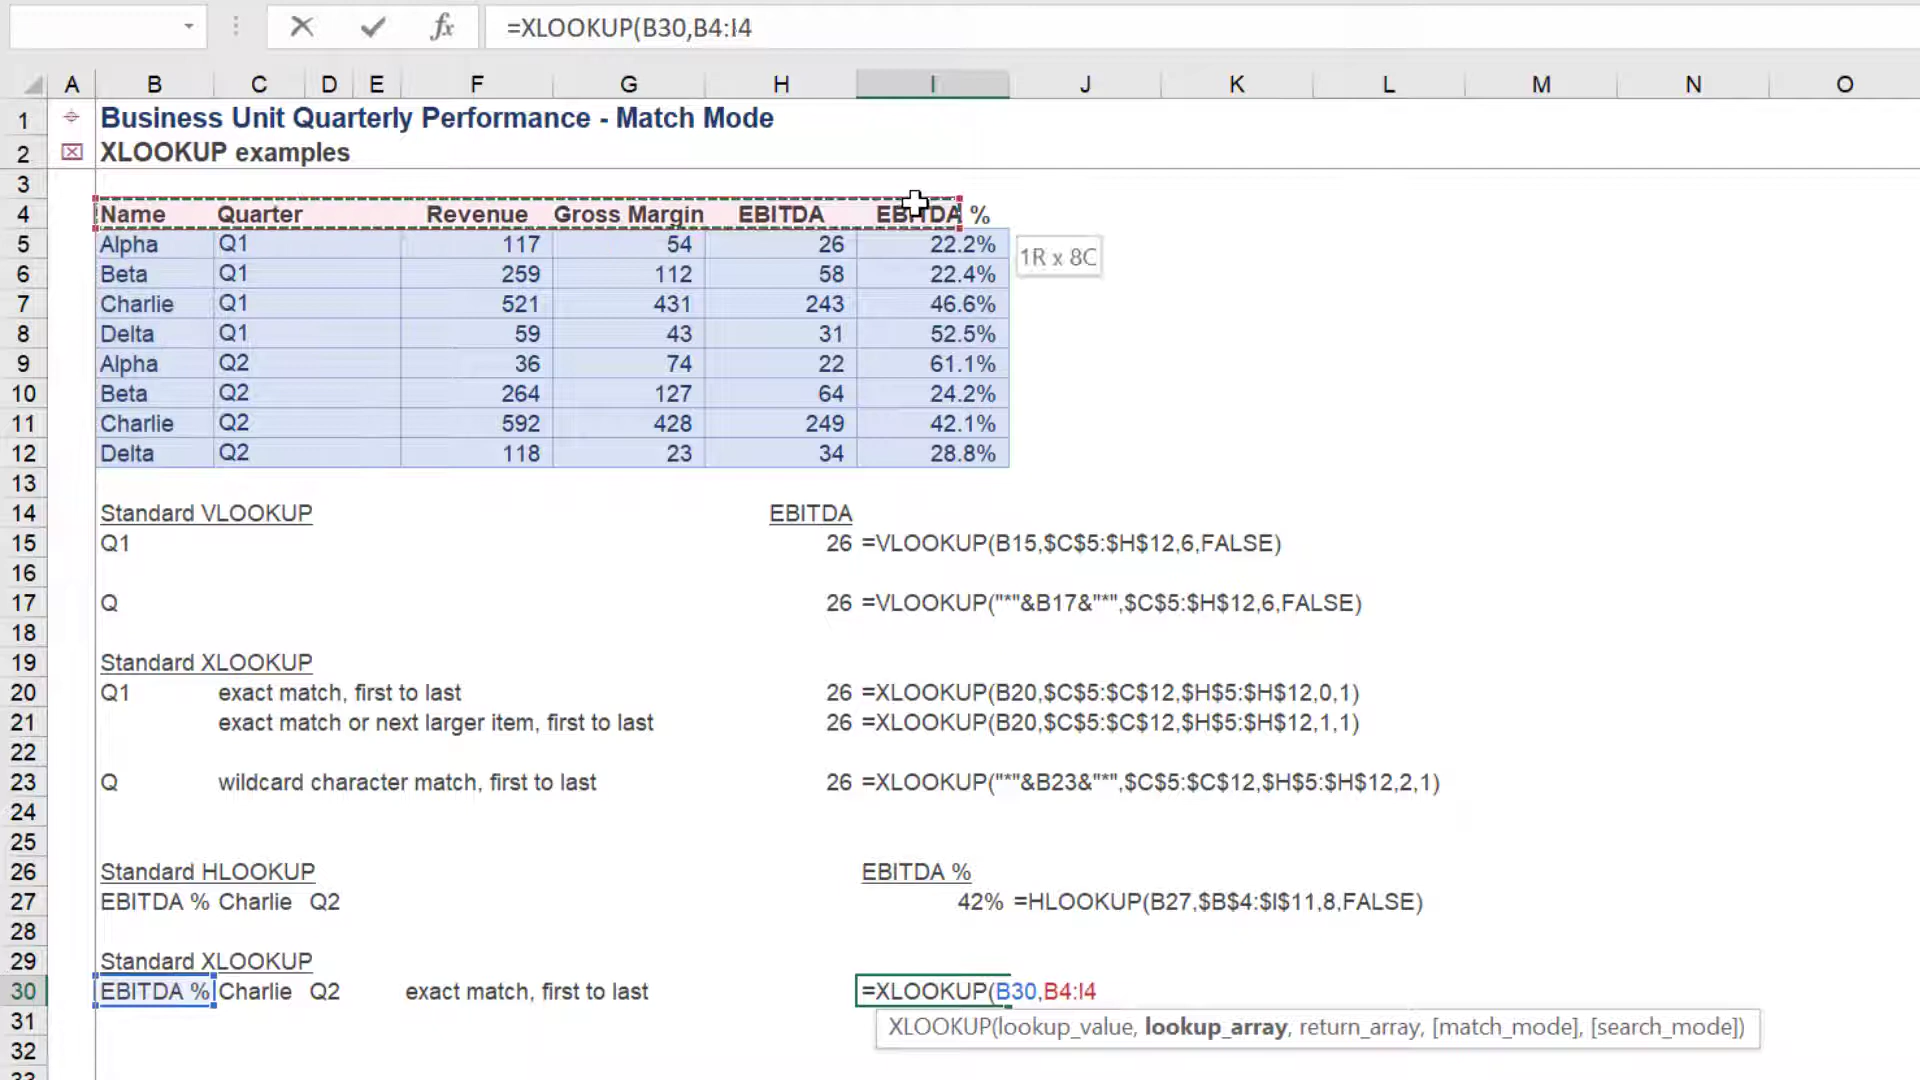 =XLOOKUP(B30,B4:I4
A B C D E F G H I J K L M N O
1 Business Unit Quarterly Performance - Match Mode
2 XLOOKUP examples
3
4 Name Quarter Revenue Gross Margin EBITDA EBITDA %
5 Alpha Q1 117 54 26 22.2%
1R x 8C
6 Beta Q1 259 112 58 22.4%
7 Charlie Q1 521 431 243 46.6%
8 Delta Q1 59 43 31 52.5%
9 Alpha Q2 36 74 22 61.1%
10 Beta Q2 264 127 64 24.2%
11 Charlie Q2 592 428 249 42.1%
12 Delta Q2 118 23 34 28.8%
13
14 Standard VLOOKUP EBITDA
15 Q1 26 =VLOOKUP(B15,$C$5:$H$12,6,FALSE)
16
17 Q 26 =VLOOKUP("*"&B17&"*",$C$5:$H$12,6,FALSE)
18
19 Standard XLOOKUP
20 Q1 exact match, first to last 26 =XLOOKUP(B20,$C$5:$C$12,$H$5:$H$12,0,1)
21 exact match or next larger item, first to last 26 =XLOOKUP(B20,$C$5:$C$12,$H$5:$H$12,1,1)
22
23 Q wildcard character match, first to last 26 =XLOOKUP("*"&B23&"*",$C$5:$C$12,$H$5:$H$12,2,1)
24
25
26 Standard HLOOKUP EBITDA %
27 EBITDA % Charlie Q2 42% =HLOOKUP(B27,$B$4:$I$11,8,FALSE)
28
29 Standard XLOOKUP
30 EBITDA % Charlie Q2 exact match, first to last =XLOOKUP(B30,B4:I4
31 XLOOKUP(lookup_value, lookup_array, return_array, [match_mode], [search_mode])
32
33